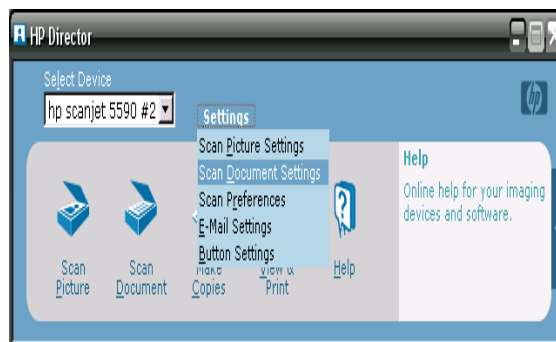 HP Director
Select Device
hp scanjet 5590 #2
Settings
Scan Picture Settings
Scan Document Settings
Scan Preferences
E-Mail Settings
Button Settings
Scan Picture
Scan Document
Make Copies
View & Print
Help
Help
Online help for your imaging
devices and software.
hp